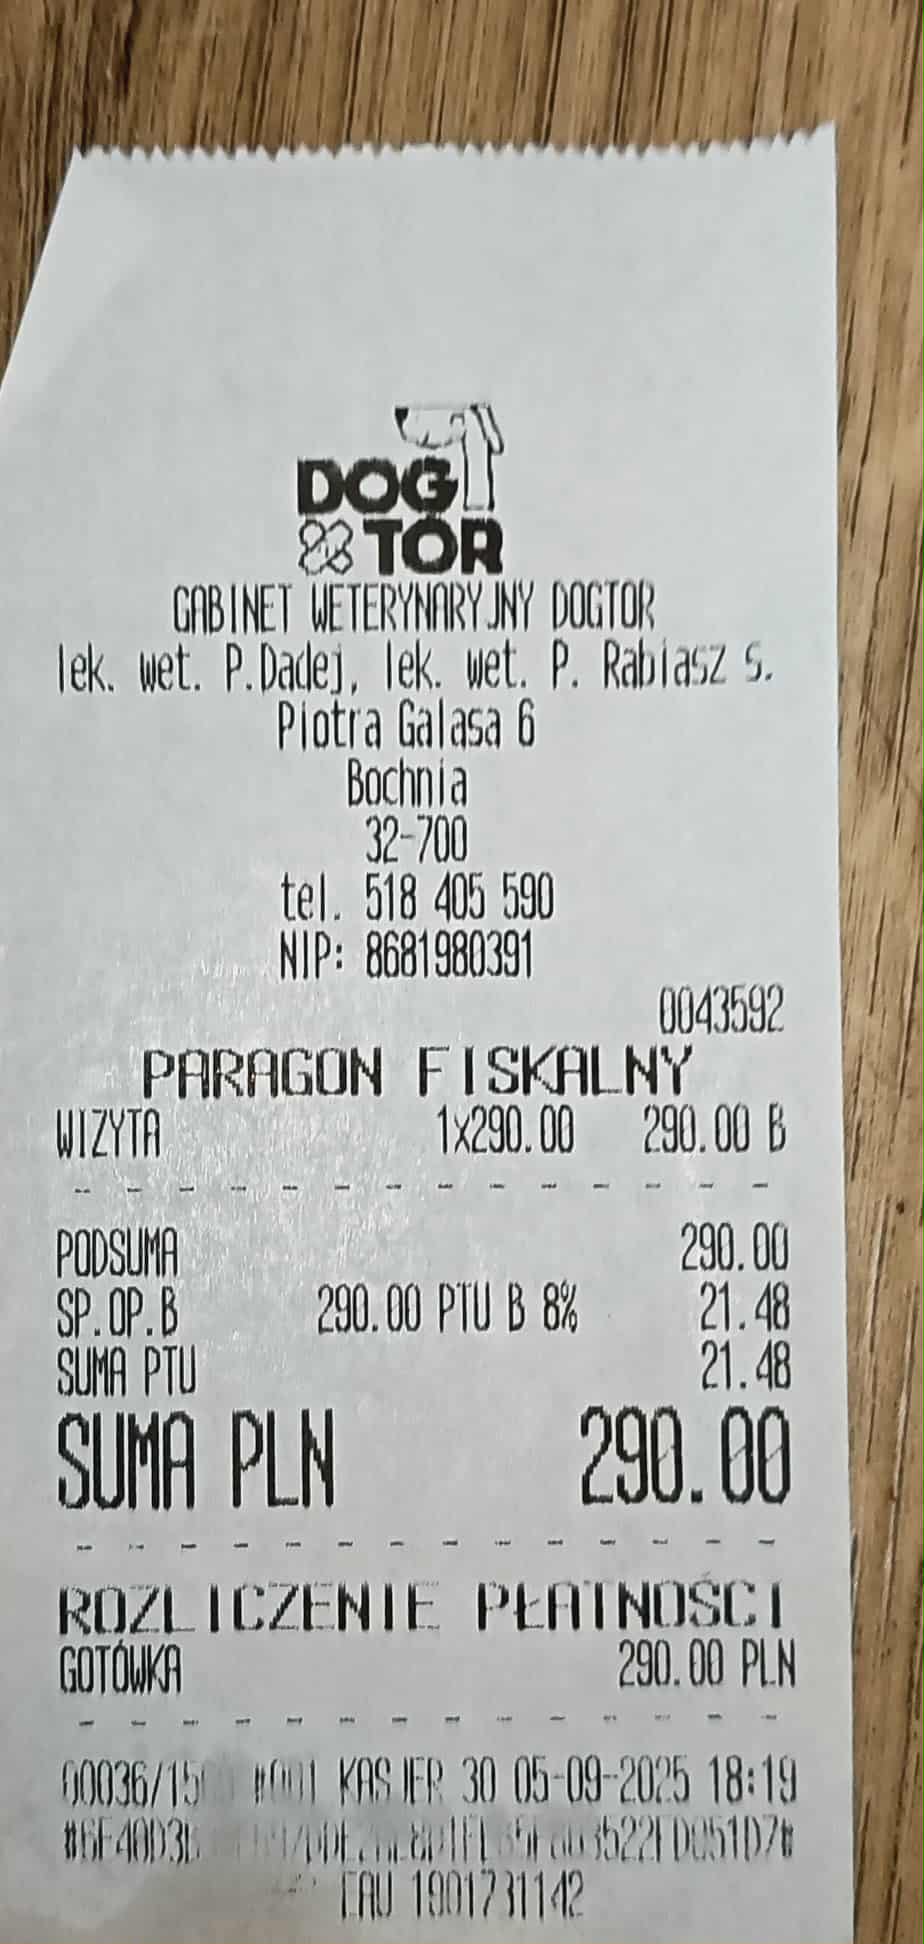 DOG
TOR
GABINET WETERYNARYJNY DOGTOR
lek. wet. P.Dadej, lek. wet. P. Rabiasz s.
Piotra Galasa 6
Bochnia
32-700
tel. 518 405 590
NIP: 8681980391
0043592
PARAGON FISKALNY
WIZYTA 1x290.00 290.00 B
PODSUMA 290.00
SP.OP.B 290.00 PTU B 8% 21.48
SUMA PTU 21.48
SUMA PLN 290.00
ROZLICZENIE PŁATNOŚCI
GOTÓWKA 290.00 PLN
#001 KASJER 30 05-09-2025 18:19
EAU 1901731142